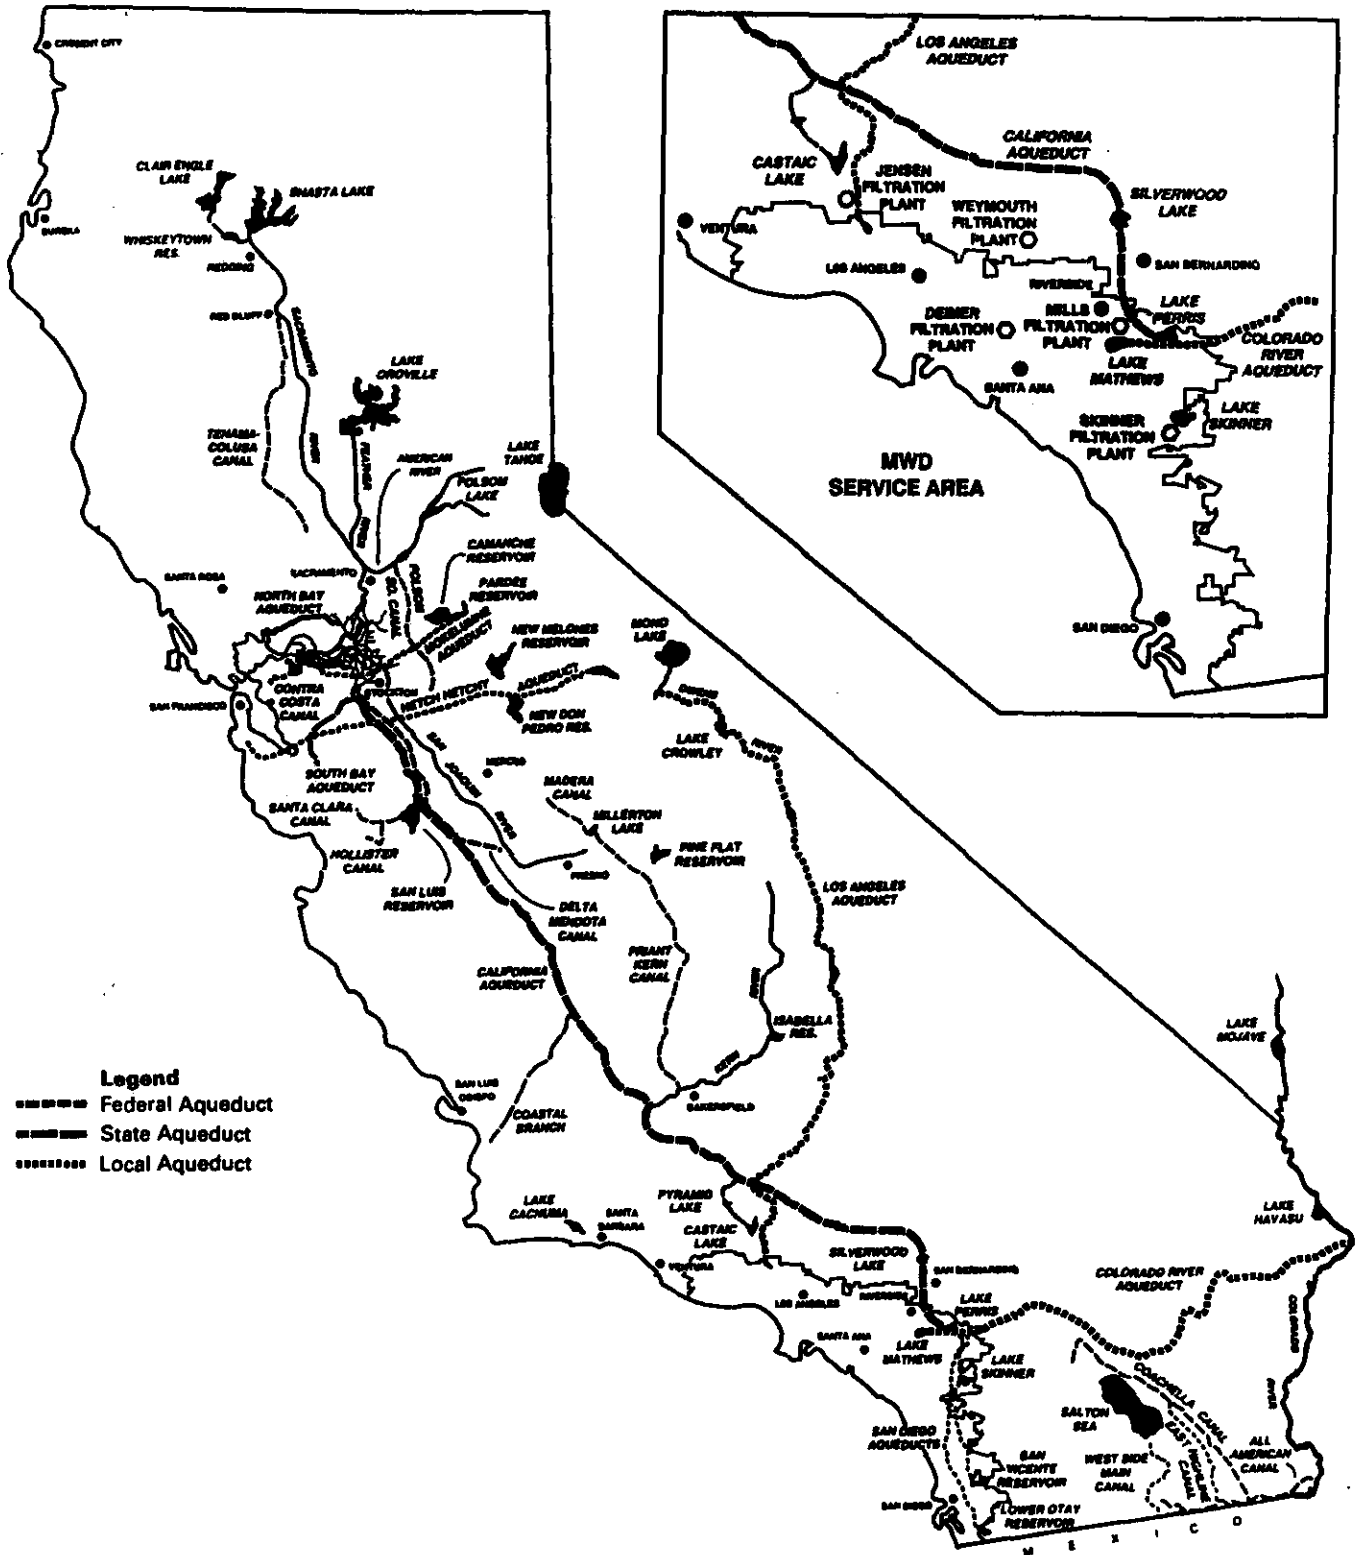 CRESCENT CITY
CLAIR ENGLE
LAKE
SHASTA LAKE
EUREKA
WHISKEYTOWN
RES.
REDDING
RED BLUFF
SACRAMENTO
RIVER
LAKE
OROVILLE
TEHAMA-
COLUSA
CANAL
FEATHER
RIVER
AMERICAN
RIVER
LAKE
TAHOE
FOLSOM
LAKE
CAMANCHE
RESERVOIR
SANTA ROSA
SACRAMENTO
FOLSOM
SO. CANAL
PARDEE
RESERVOIR
NORTH BAY
AQUEDUCT
MOKELUMNE
AQUEDUCT
NEW MELONES
RESERVOIR
MONO
LAKE
SAN FRANCISCO
CONTRA
COSTA
CANAL
STOCKTON
HETCH HETCHY
AQUEDUCT
OWENS
RIVER
NEW DON
PEDRO RES.
LAKE
CROWLEY
SOUTH BAY
AQUEDUCT
SAN
JOAQUIN
RIVER
MERCED
MADERA
CANAL
SANTA CLARA
CANAL
MILLERTON
LAKE
HOLLISTER
CANAL
PINE FLAT
RESERVOIR
FRESNO
SAN LUIS
RESERVOIR
DELTA
MENDOTA
CANAL
LOS ANGELES
AQUEDUCT
CALIFORNIA
AQUEDUCT
FRIANT
KERN
CANAL
RIVER
ISABELLA
RES.
KERN
LAKE
MOJAVE
SAN LUIS
OBISPO
COASTAL
BRANCH
BAKERSFIELD
Legend
Federal Aqueduct
State Aqueduct
Local Aqueduct
PYRAMID
LAKE
LAKE
CACHUMA
SANTA
BARBARA
CASTAIC
LAKE
LAKE
HAVASU
VENTURA
SILVERWOOD
LAKE
SAN BERNARDINO
COLORADO RIVER
AQUEDUCT
LOS ANGELES
RIVERSIDE
LAKE
PERRIS
COLORADO
RIVER
SANTA ANA
LAKE
MATHEWS
LAKE
SKINNER
COACHELLA CANAL
SALTON
SEA
SAN DIEGO
AQUEDUCTS
EAST HIGHLINE
CANAL
ALL
AMERICAN
CANAL
SAN
VICENTE
RESERVOIR
WEST SIDE
MAIN
CANAL
SAN DIEGO
LOWER OTAY
RESERVOIR
MEXICO
LOS ANGELES
AQUEDUCT
CALIFORNIA
AQUEDUCT
CASTAIC
LAKE
JENSEN
FILTRATION
PLANT
SILVERWOOD
LAKE
WEYMOUTH
FILTRATION
PLANT
VENTURA
LOS ANGELES
SAN BERNARDINO
RIVERSIDE
LAKE
PERRIS
DEIMER
FILTRATION
PLANT
MILLS
FILTRATION
PLANT
COLORADO
RIVER
AQUEDUCT
LAKE
MATHEWS
SANTA ANA
LAKE
SKINNER
SKINNER
FILTRATION
PLANT
MWD
SERVICE AREA
SAN DIEGO